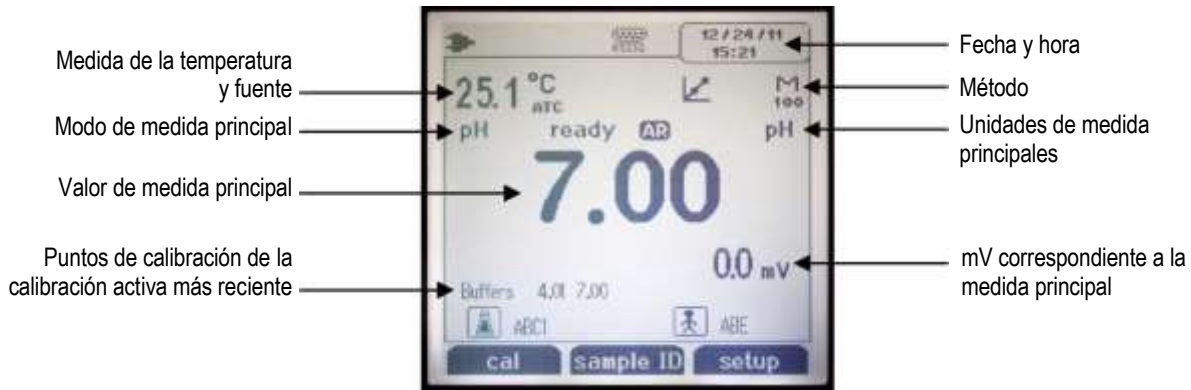 Medida de la temperatura
y fuente
Modo de medida principal
Valor de medida principal
Puntos de calibración de la
calibración activa más reciente
12/24/11
15:21
25.1 °C
ATC
M
100
pH ready AR pH
7.00
0.0 mV
Buffers 4.01 7.00
ABC1 ABE
cal sample ID setup
Fecha y hora
Método
Unidades de medida
principales
mV correspondiente a la
medida principal